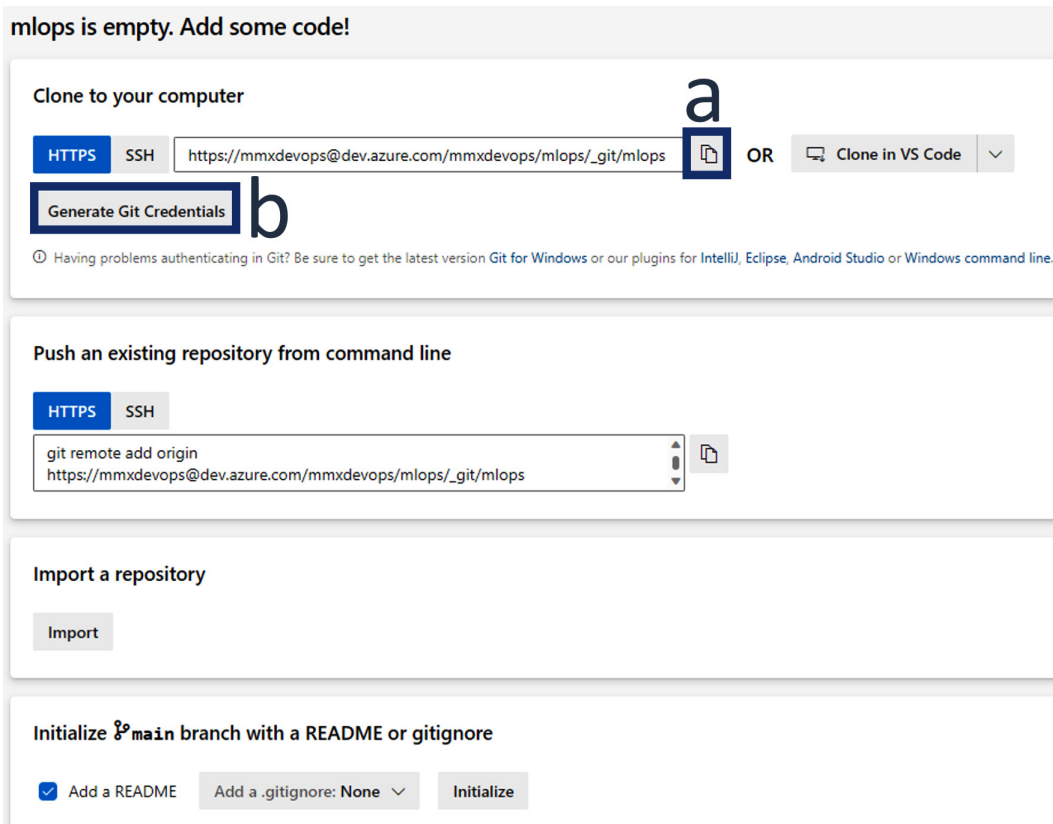 mlops is empty. Add some code!
Clone to your computer
a
HTTPS SSH https://mmxdevops@dev.azure.com/mmxdevops/mlops/_git/mlops OR Clone in VS Code
Generate Git Credentials b
Having problems authenticating in Git? Be sure to get the latest version Git for Windows or our plugins for IntelliJ, Eclipse, Android Studio or Windows command line.
Push an existing repository from command line
HTTPS SSH
git remote add origin
https://mmxdevops@dev.azure.com/mmxdevops/mlops/_git/mlops
Import a repository
Import
Initialize main branch with a README or gitignore
Add a README Add a .gitignore: None Initialize